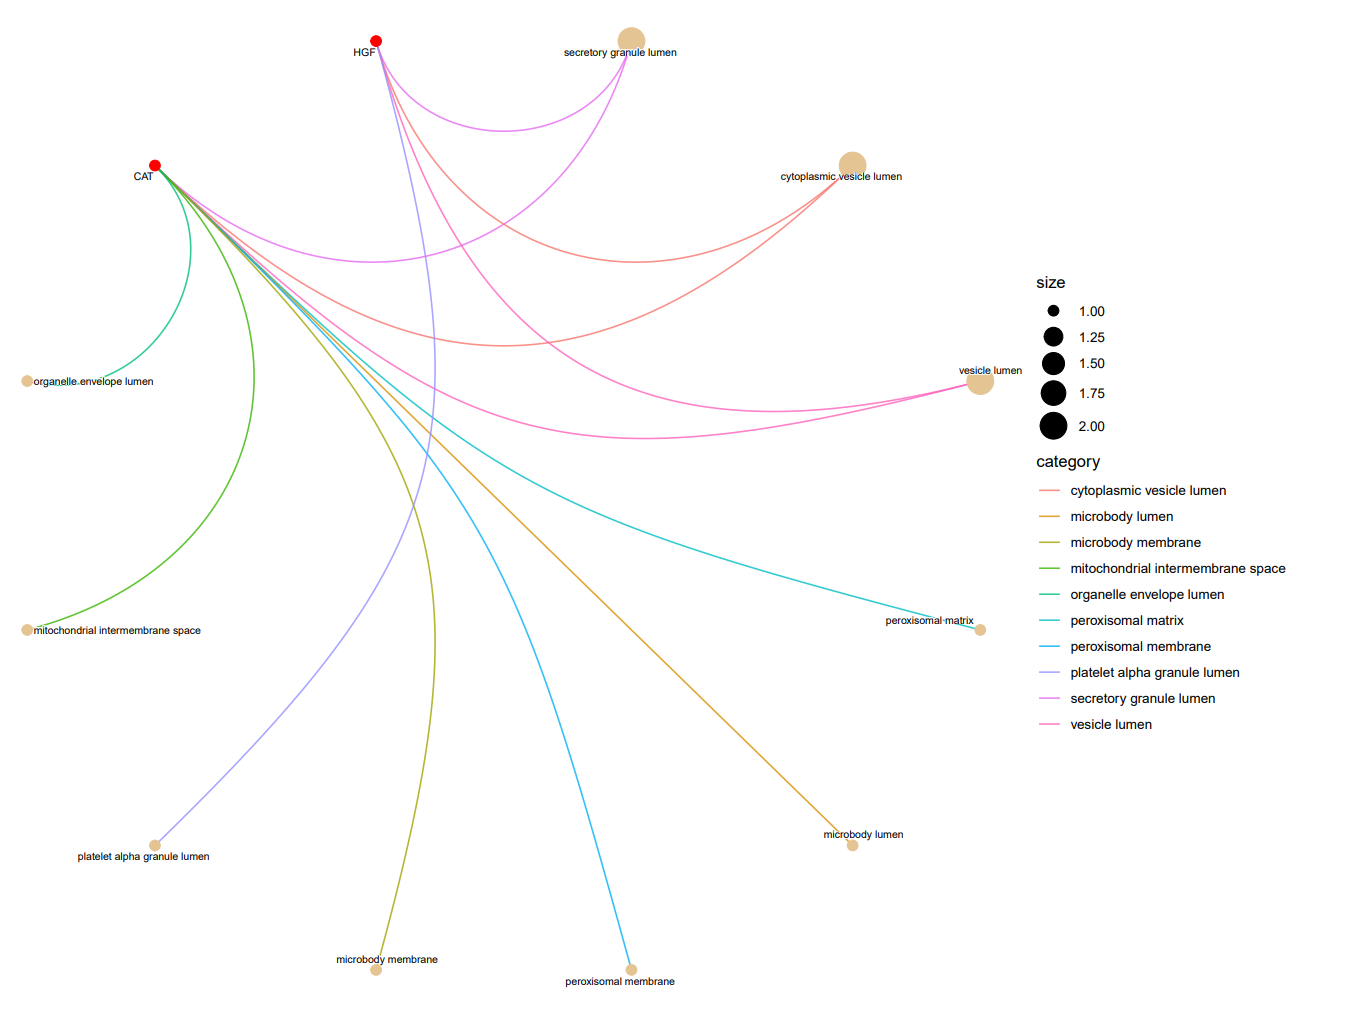 HGF
secretory granule lumen
CAT
cytoplasmic vesicle lumen
vesicle lumen
organelle envelope lumen
peroxisomal matrix
mitochondrial intermembrane space
microbody lumen
platelet alpha granule lumen
microbody membrane
peroxisomal membrane
size
1.00
1.25
1.50
1.75
2.00
category
cytoplasmic vesicle lumen
microbody lumen
microbody membrane
mitochondrial intermembrane space
organelle envelope lumen
peroxisomal matrix
peroxisomal membrane
platelet alpha granule lumen
secretory granule lumen
vesicle lumen